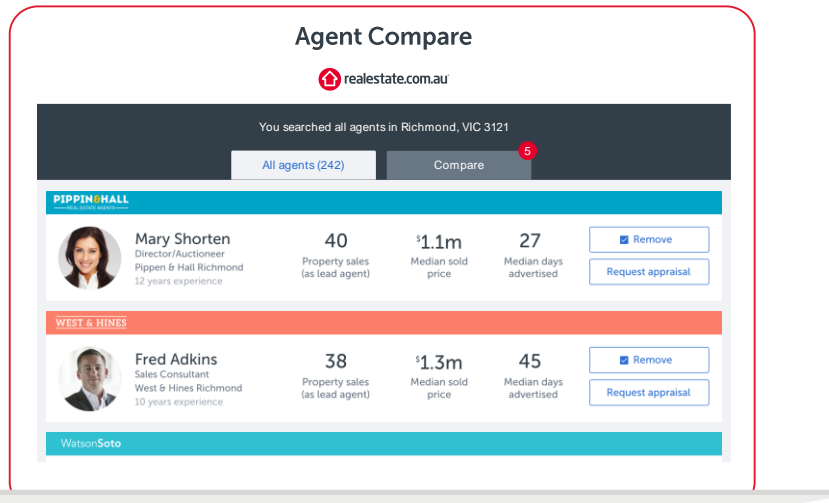 Agent Compare
realestate.com.au
You searched all agents in Richmond, VIC 3121
All agents (242)
Compare
5
PIPPIN&HALL
REAL ESTATE AGENTS
Mary Shorten
Director/Auctioneer
Pippen & Hall Richmond
12 years experience
40
Property sales
(as lead agent)
$1.1m
Median sold
price
27
Median days
advertised
Remove
Request appraisal
WEST & HINES
Fred Adkins
Sales Consultant
West & Hines Richmond
10 years experience
38
Property sales
(as lead agent)
$1.3m
Median sold
price
45
Median days
advertised
Remove
Request appraisal
WatsonSoto